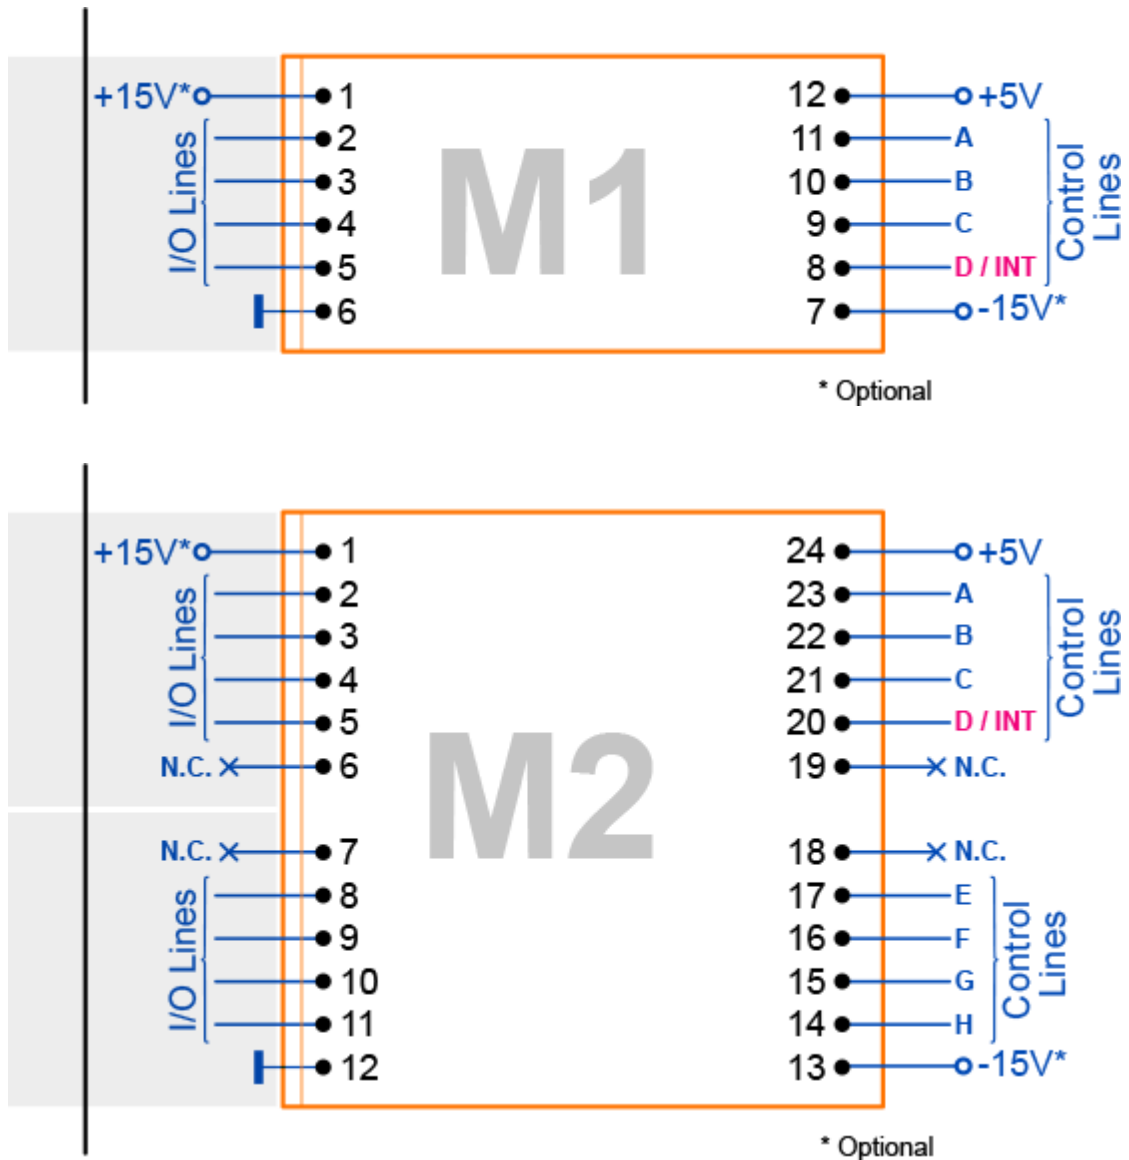 +15V* 1 12 +5V
2 11 A
3 10 B
4 9 C
5 8 D / INT
6 7 -15V*
I/O Lines
M1
Control
Lines
* Optional
+15V* 1 24 +5V
2 23 A
3 22 B
4 21 C
5 20 D / INT
N.C. 6 19 N.C.
I/O Lines
Control
Lines
M2
N.C. 7 18 N.C.
8 17 E
9 16 F
10 15 G
11 14 H
12 13 -15V*
I/O Lines
Control
Lines
* Optional